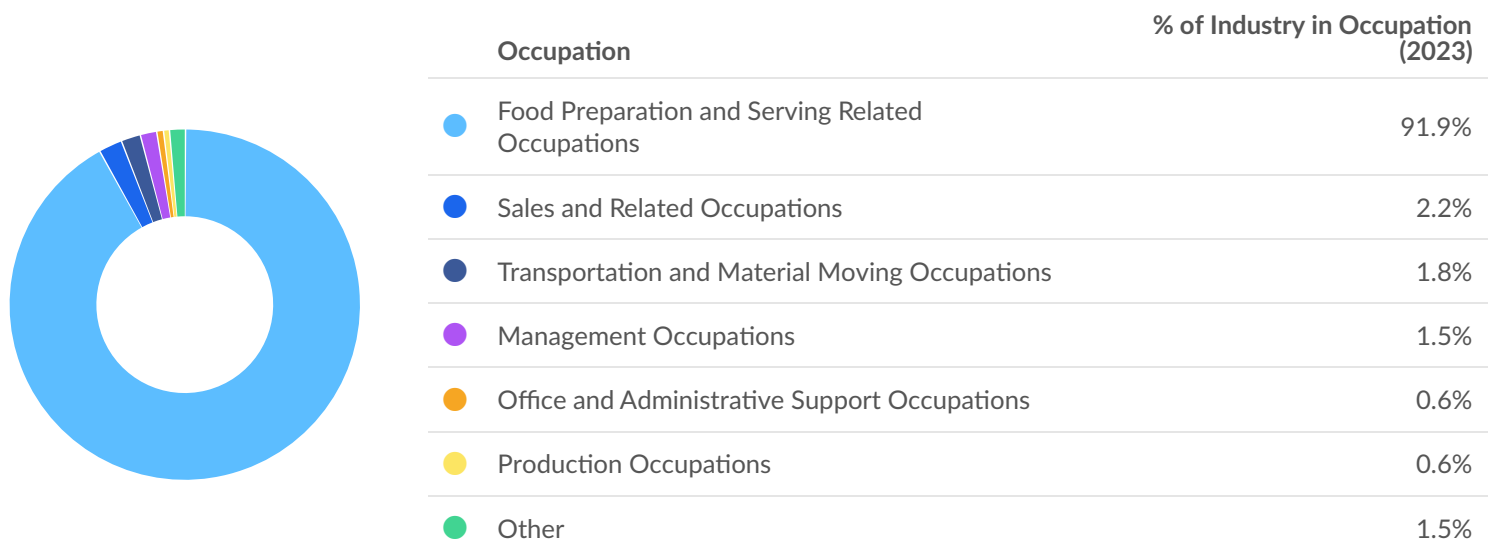 Occupation
% of Industry in Occupation
(2023)
Food Preparation and Serving Related
Occupations
91.9%
Sales and Related Occupations
2.2%
Transportation and Material Moving Occupations
1.8%
Management Occupations
1.5%
Office and Administrative Support Occupations
0.6%
Production Occupations
0.6%
Other
1.5%